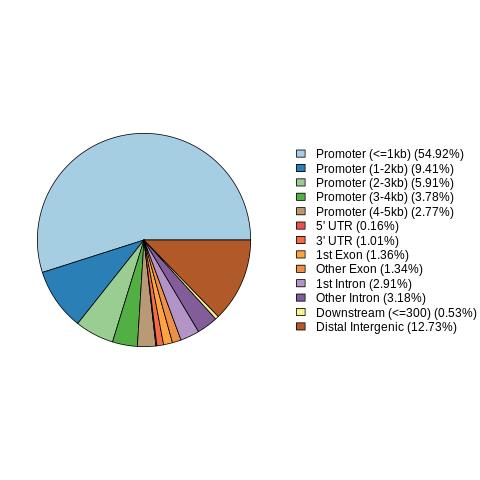 Promoter (<=1kb) (54.92%)
Promoter (1-2kb) (9.41%)
Promoter (2-3kb) (5.91%)
Promoter (3-4kb) (3.78%)
Promoter (4-5kb) (2.77%)
5' UTR (0.16%)
3' UTR (1.01%)
1st Exon (1.36%)
Other Exon (1.34%)
1st Intron (2.91%)
Other Intron (3.18%)
Downstream (<=300) (0.53%)
Distal Intergenic (12.73%)